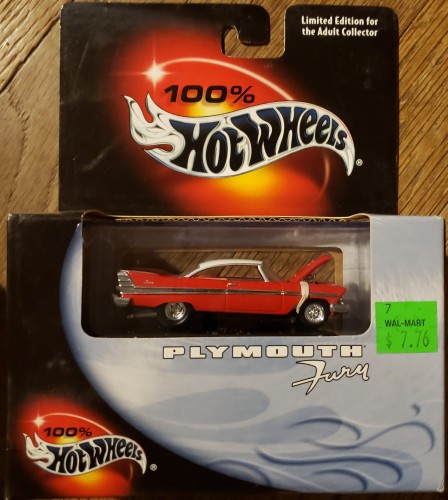 Limited Edition for
the Adult Collector
100%
HOT WHEELS®
7
WAL-MART
$ 7.76
PLYMOUTH
Fury
100%
HOT WHEELS®